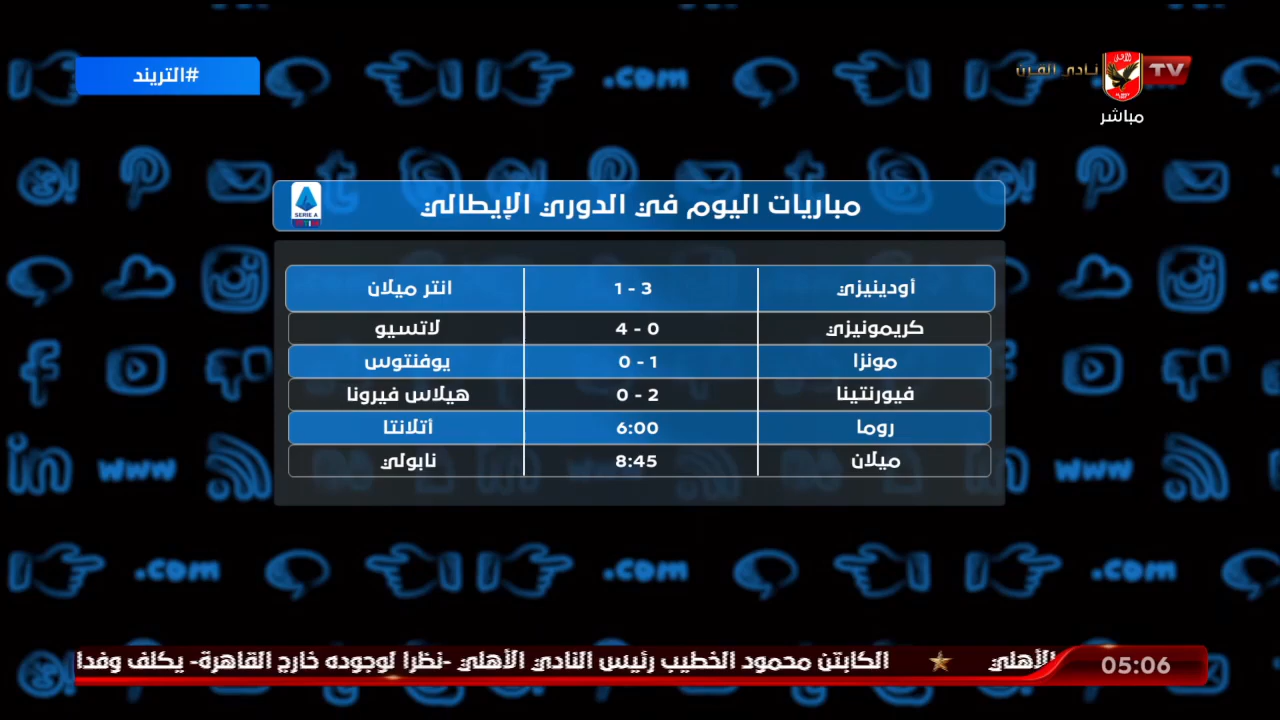 #التريند
نادي القرن TV
مباشر
مباريات اليوم في الدوري الإيطالي
SERIE A
أودينيزي 3 - 1 انتر ميلان
كريمونيزي 0 - 4 لاتسيو
مونزا 1 - 0 يوفنتوس
فيورنتينا 2 - 0 هيلاس فيرونا
روما 6:00 أتلانتا
ميلان 8:45 نابولي
05:06 الأهلي ★ الكابتن محمود الخطيب رئيس النادي الأهلي -نظرا لوجوده خارج القاهرة- يكلف وفدا